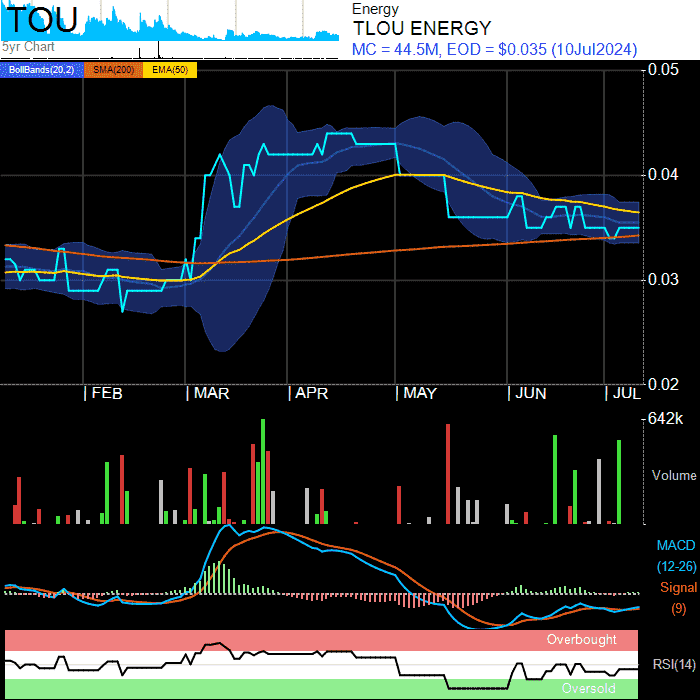 TOU
5yr Chart
Energy
TLOU ENERGY
MC = 44.5M, EOD = $0.035 (10Jul2024)
BollBands(20,2) SMA(200) EMA(50)
0.05
0.04
0.03
0.02
FEB MAR APR MAY JUN JUL
642k
Volume
MACD
(12-26)
Signal
(9)
Overbought
RSI(14)
Oversold